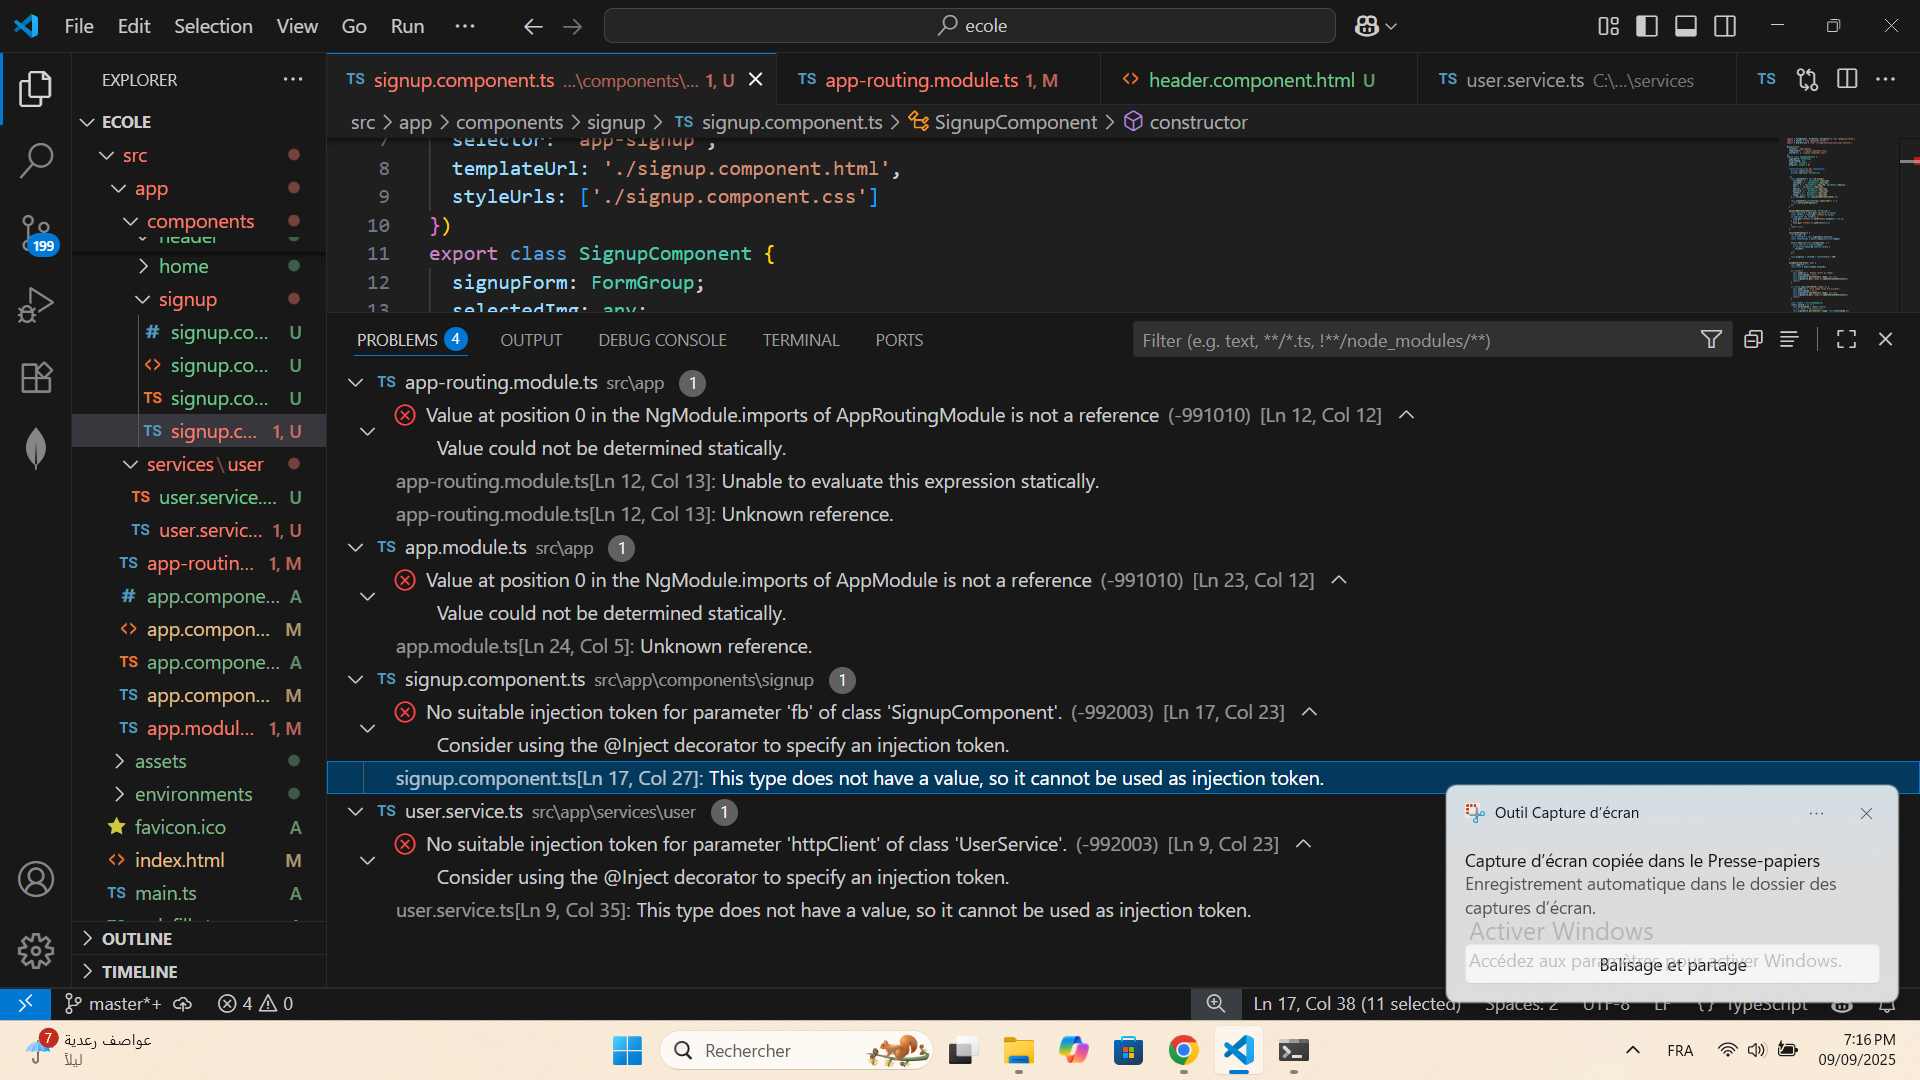 File Edit Selection View Go Run ··· ecole
EXPLORER
TS signup.component.ts ...\components\... 1, U
TS app-routing.module.ts 1, M
<> header.component.html U
TS user.service.ts C:\...\services
TS
src > app > components > signup > TS signup.component.ts > SignupComponent > constructor
ECOLE
src
app
components
header
home
signup
# signup.co... U
<> signup.co... U
TS signup.co... U
TS signup.c... 1, U
services\user
TS user.service.... U
TS user.servic... 1, U
TS app-routin... 1, M
# app.compone... A
<> app.compon... M
TS app.compone... A
TS app.compon... M
TS app.modul... 1, M
assets
environments
favicon.ico A
<> index.html M
TS main.ts A
OUTLINE
TIMELINE
199
7 selector: 'app-signup',
8 templateUrl: './signup.component.html',
9 styleUrls: ['./signup.component.css']
10 })
11 export class SignupComponent {
12 signupForm: FormGroup;
13 selectedImg: any;
PROBLEMS 4 OUTPUT DEBUG CONSOLE TERMINAL PORTS
Filter (e.g. text, **/*.ts, !**/node_modules/**)
TS app-routing.module.ts src\app 1
Value at position 0 in the NgModule.imports of AppRoutingModule is not a reference (-991010) [Ln 12, Col 12]
Value could not be determined statically.
app-routing.module.ts[Ln 12, Col 13]: Unable to evaluate this expression statically.
app-routing.module.ts[Ln 12, Col 13]: Unknown reference.
TS app.module.ts src\app 1
Value at position 0 in the NgModule.imports of AppModule is not a reference (-991010) [Ln 23, Col 12]
Value could not be determined statically.
app.module.ts[Ln 24, Col 5]: Unknown reference.
TS signup.component.ts src\app\components\signup 1
No suitable injection token for parameter 'fb' of class 'SignupComponent'. (-992003) [Ln 17, Col 23]
Consider using the @Inject decorator to specify an injection token.
signup.component.ts[Ln 17, Col 27]: This type does not have a value, so it cannot be used as injection token.
TS user.service.ts src\app\services\user 1
No suitable injection token for parameter 'httpClient' of class 'UserService'. (-992003) [Ln 9, Col 23]
Consider using the @Inject decorator to specify an injection token.
user.service.ts[Ln 9, Col 35]: This type does not have a value, so it cannot be used as injection token.
Outil Capture d'écran
Capture d'écran copiée dans le Presse-papiers
Enregistrement automatique dans le dossier des
captures d'écran.
Activer Windows
Accédez aux paramètres pour activer Windows.
Balisage et partage
master*+ 4 0
Ln 17, Col 38 (11 selected) Spaces: 2 UTF-8 LF {} TypeScript
7
عواصف رعدية
ليلاً
Rechercher
FRA
7:16 PM
09/09/2025